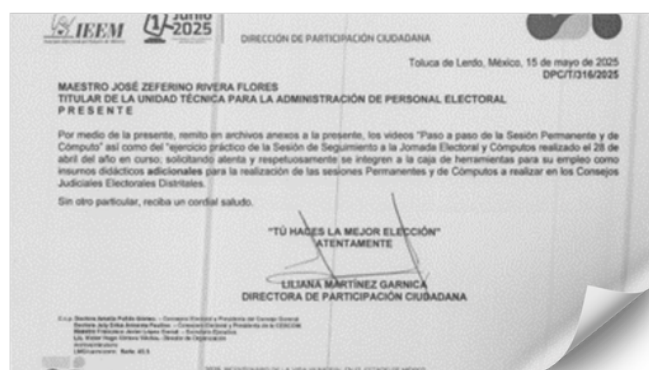 IEEM
1 Junio
2025
DIRECCIÓN DE PARTICIPACIÓN CIUDADANA
Toluca de Lerdo, México, 15 de mayo de 2025
DPC/T/316/2025
MAESTRO JOSÉ ZEFERINO RIVERA FLORES
TITULAR DE LA UNIDAD TÉCNICA PARA LA ADMINISTRACIÓN DE PERSONAL ELECTORAL
P R E S E N T E
Por medio de la presente, remito en archivos anexos a la presente, los videos "Paso a paso de la Sesión Permanente y de
Cómputo" así como del "ejercicio práctico de la Sesión de Seguimiento a la Jornada Electoral y Cómputos realizado el 28 de
abril del año en curso; solicitando atenta y respetuosamente se integren a la caja de herramientas para su empleo como
insumos didácticos adicionales para la realización de las sesiones Permanentes y de Cómputos a realizar en los Consejos
Judiciales Electorales Distritales.
Sin otro particular, reciba un cordial saludo.
"TÚ HACES LA MEJOR ELECCIÓN"
ATENTAMENTE
LILIANA MARTÍNEZ GARNICA
DIRECTORA DE PARTICIPACIÓN CIUDADANA